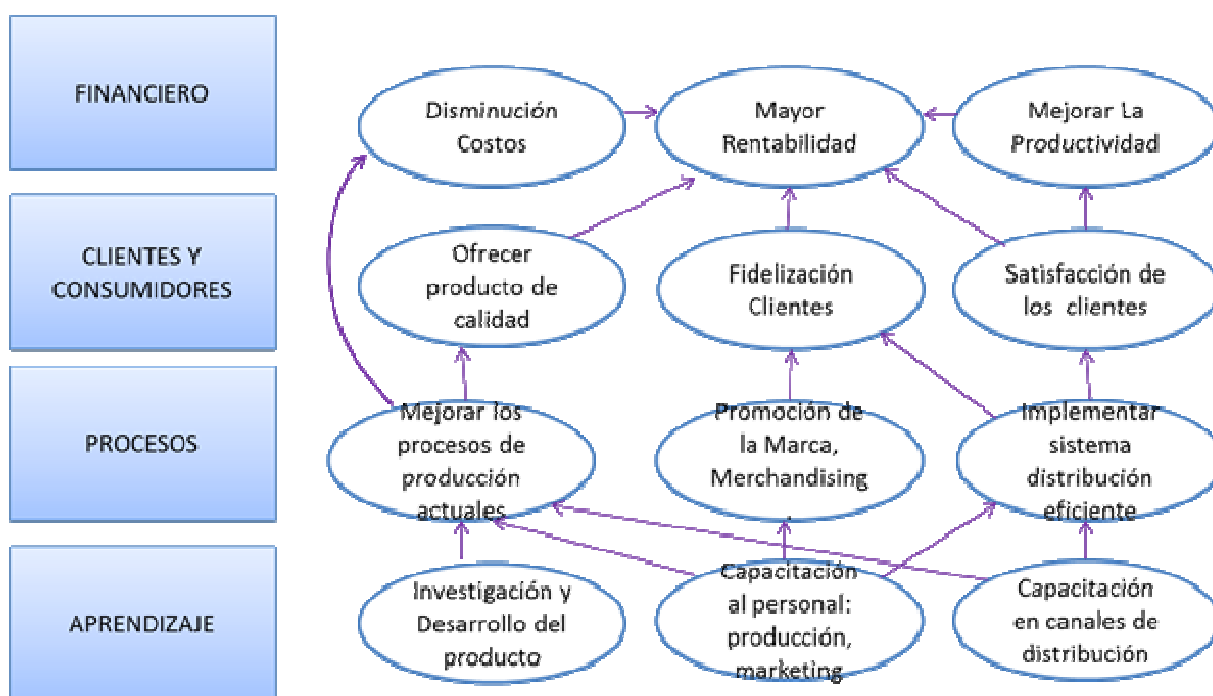 FINANCIERO
Disminución
Costos
Mayor
Rentabilidad
Mejorar La
Productividad
CLIENTES Y
CONSUMIDORES
Ofrecer
producto de
calidad
Fidelización
Clientes
Satisfacción de
los clientes
PROCESOS
Mejorar los
procesos de
producción
actuales
Promoción de
la Marca,
Merchandising
.
Implementar
sistema
distribución
eficiente
APRENDIZAJE
Investigación y
Desarrollo del
producto
Capacitación
al personal:
producción,
marketing
Capacitación
en canales de
distribución